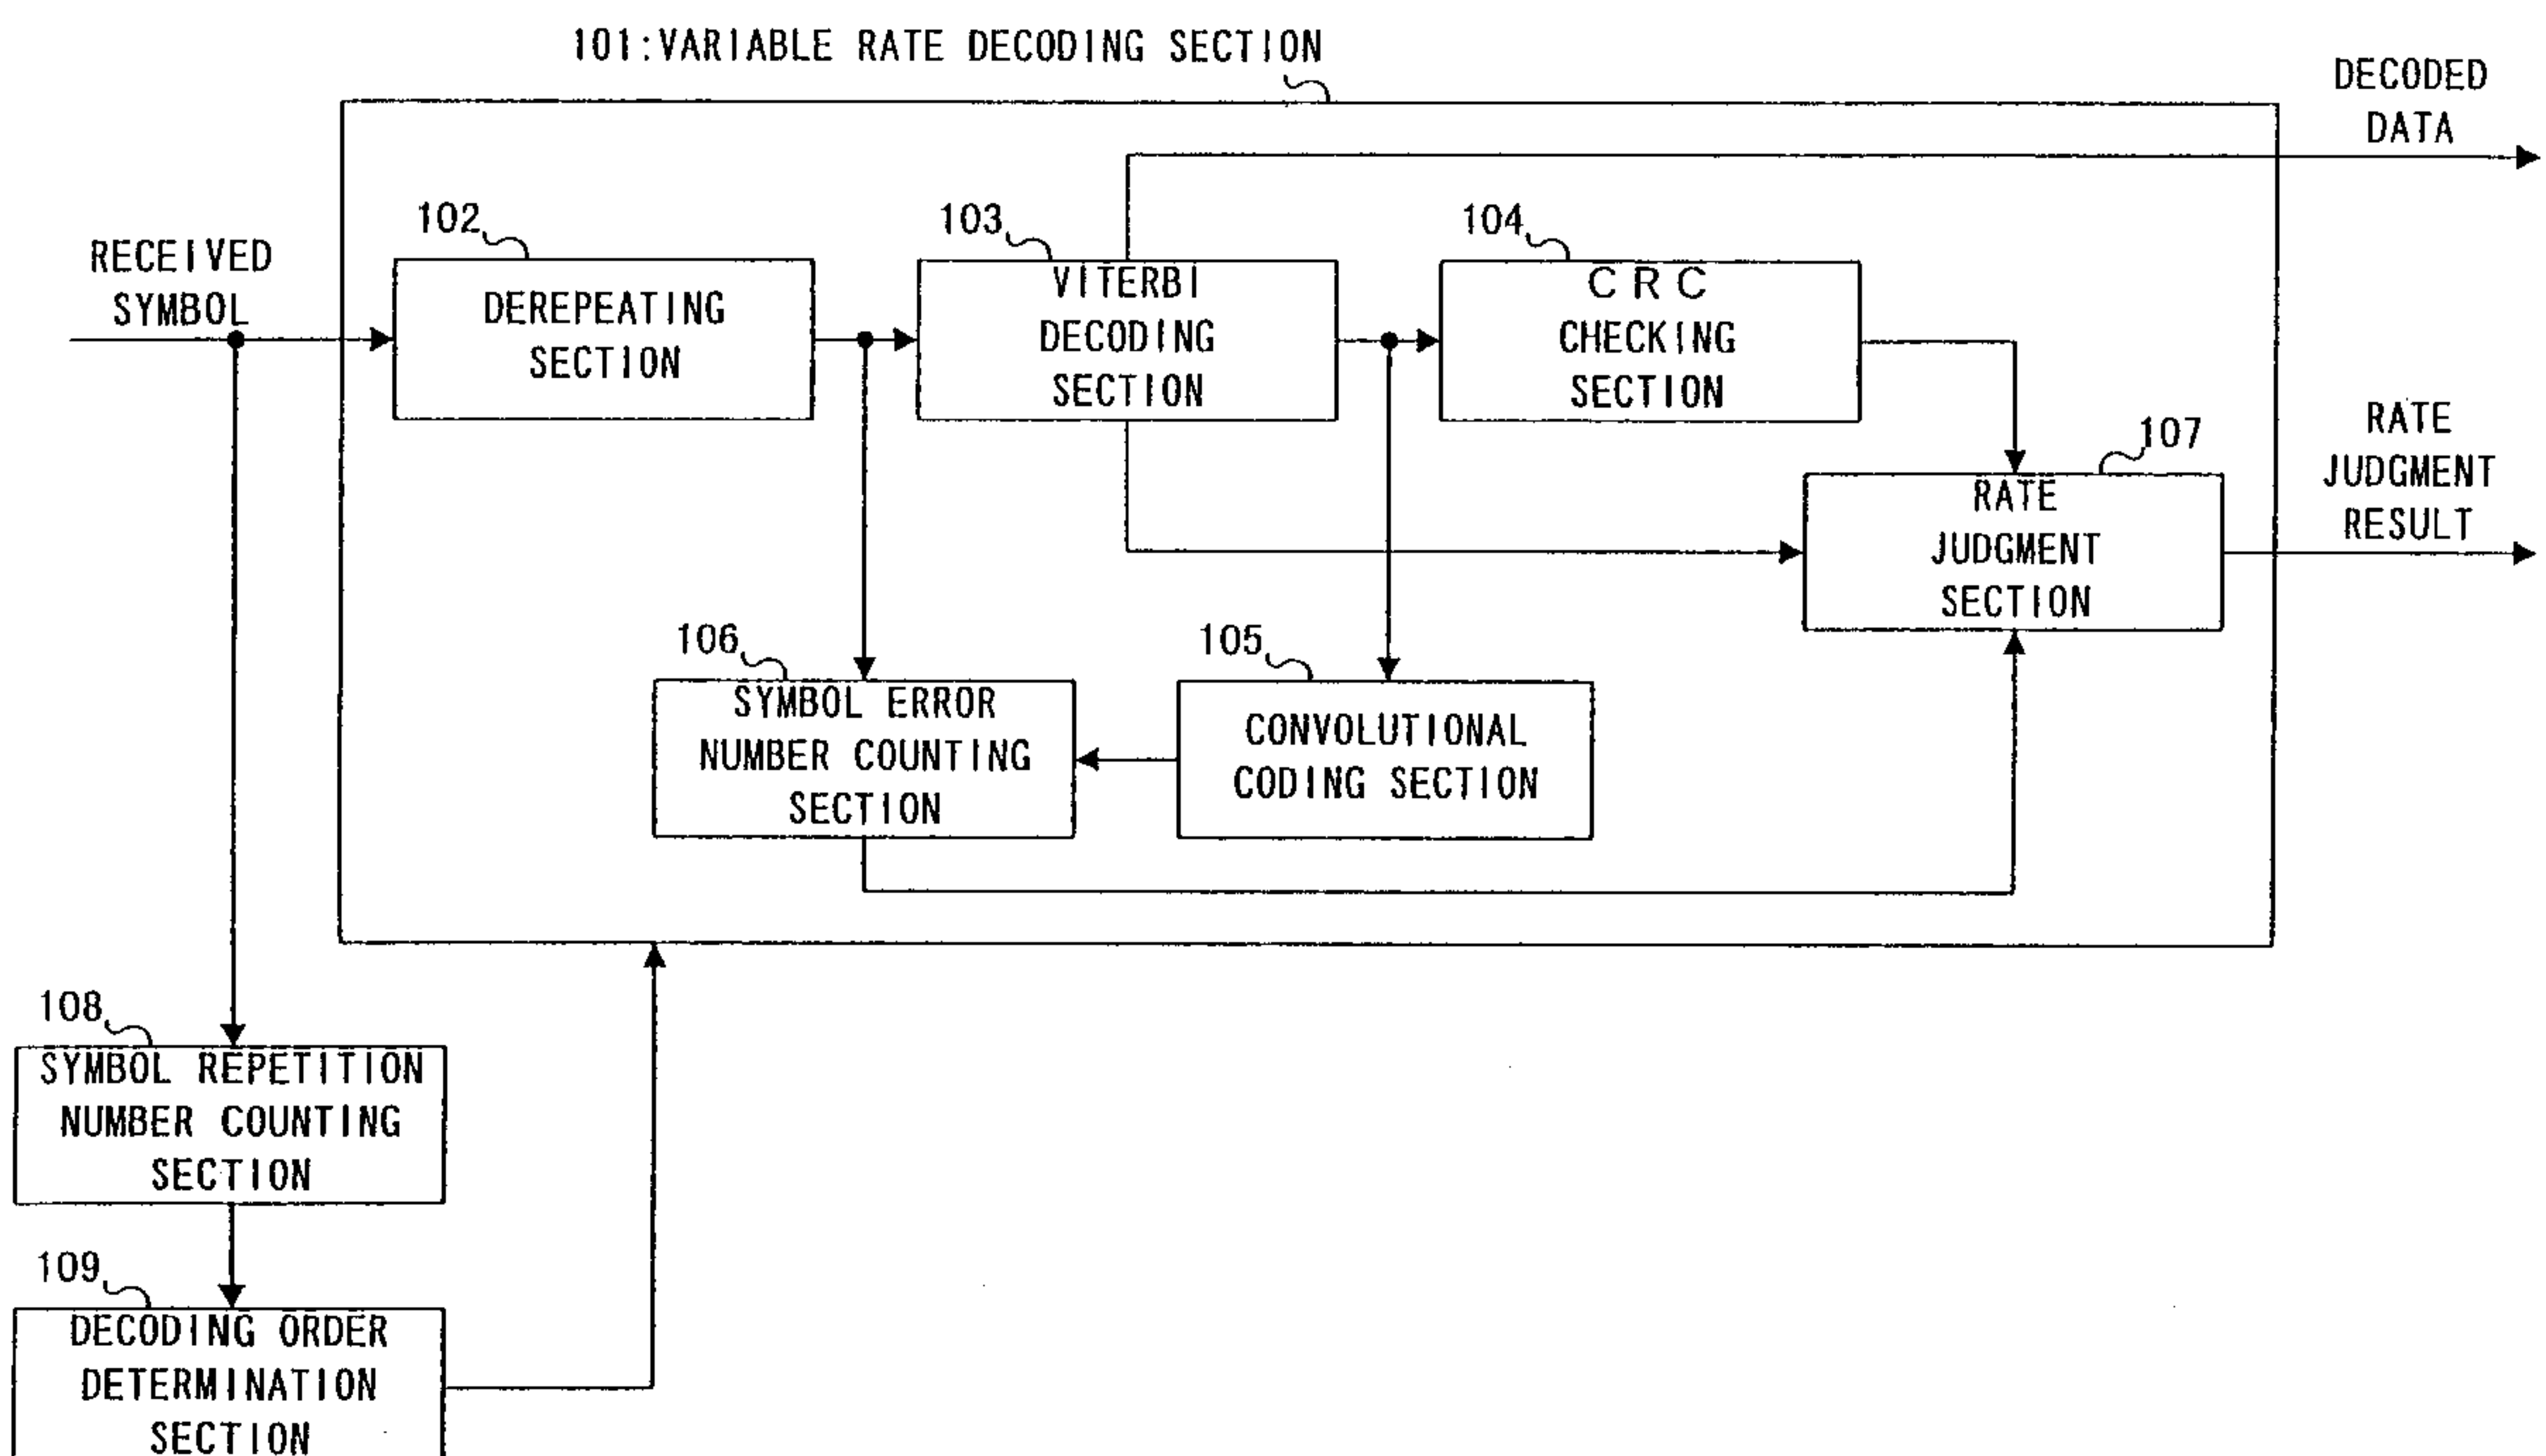 101:VARIABLE RATE DECODING SECTION
DECODED
DATA
RECEIVED
SYMBOL
102
DEREPEATING
SECTION
103
VITERBI
DECODING
SECTION
104
CRC
CHECKING
SECTION
107
RATE
JUDGMENT
SECTION
RATE
JUDGMENT
RESULT
106
SYMBOL ERROR
NUMBER COUNTING
SECTION
105
CONVOLUTIONAL
CODING SECTION
108
SYMBOL REPETITION
NUMBER COUNTING
SECTION
109
DECODING ORDER
DETERMINATION
SECTION